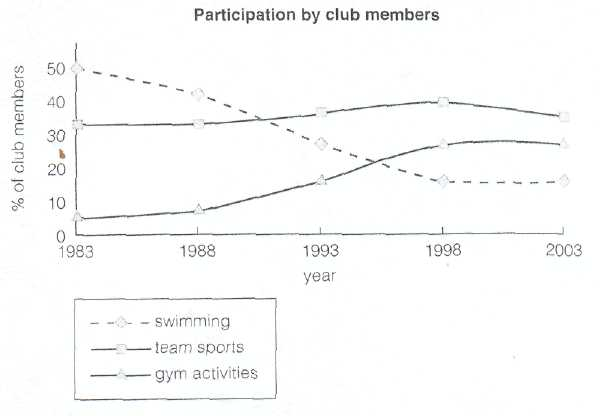 Participation by club members
% of club members
50
40
30
20
10
0
1983 1988 1993 1998 2003
year
swimming
team sports
gym activities